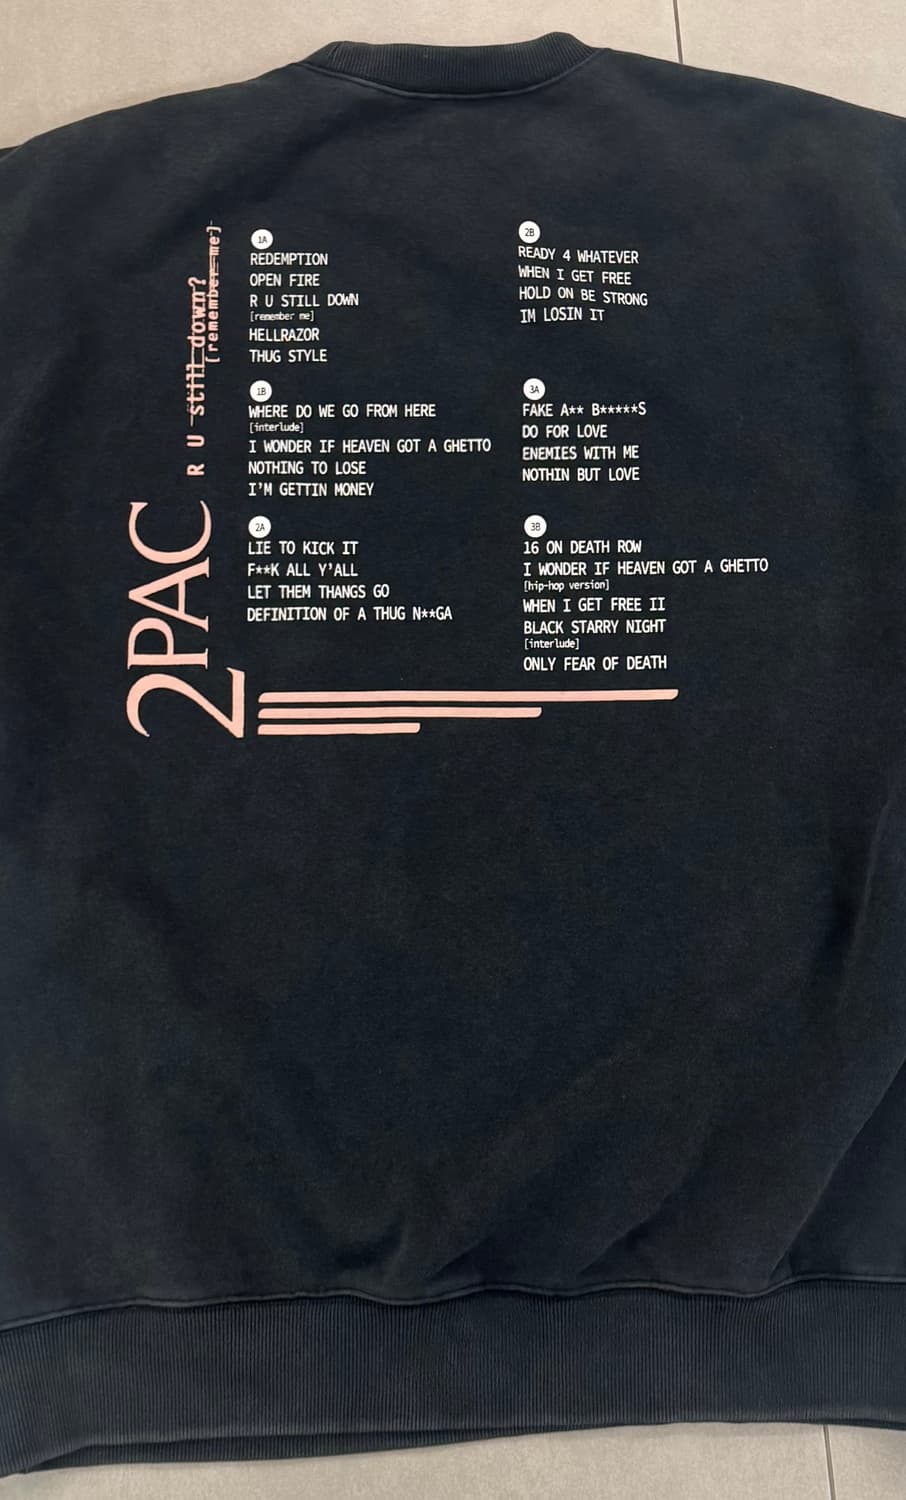 2PAC
R U still down?
[remember me]
1A
REDEMPTION
OPEN FIRE
R U STILL DOWN
[remember me]
HELLRAZOR
THUG STYLE
1B
WHERE DO WE GO FROM HERE
[interlude]
I WONDER IF HEAVEN GOT A GHETTO
NOTHING TO LOSE
I'M GETTIN MONEY
2A
LIE TO KICK IT
F**K ALL Y'ALL
LET THEM THANGS GO
DEFINITION OF A THUG N**GA
2B
READY 4 WHATEVER
WHEN I GET FREE
HOLD ON BE STRONG
IM LOSIN IT
3A
FAKE A** B*****S
DO FOR LOVE
ENEMIES WITH ME
NOTHIN BUT LOVE
3B
16 ON DEATH ROW
I WONDER IF HEAVEN GOT A GHETTO
[hip-hop version]
WHEN I GET FREE II
BLACK STARRY NIGHT
[interlude]
ONLY FEAR OF DEATH